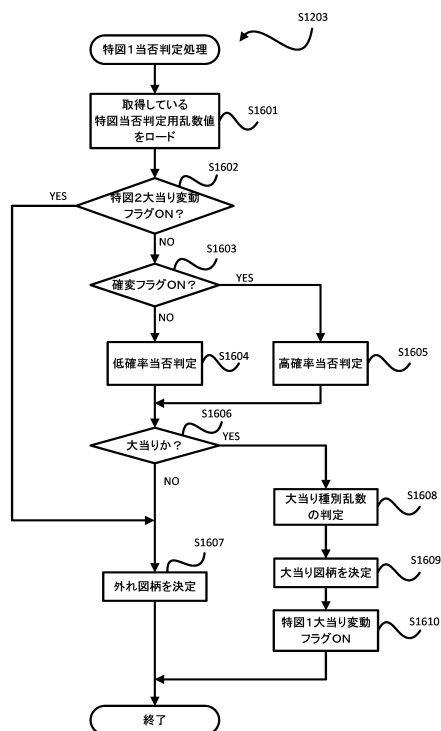 S1203
特図１当否判定処理
取得している
特図当否判定用乱数値
をロード
S1601
S1602
YES
特図２大当り変動
フラグON？
NO
S1603
確変フラグON？
YES
NO
低確率当否判定
S1604
高確率当否判定
S1605
S1606
大当りか？
YES
NO
大当り種別乱数
の判定
S1608
S1607
外れ図柄を決定
大当り図柄を決定
S1609
特図１大当り変動
フラグON
S1610
終了